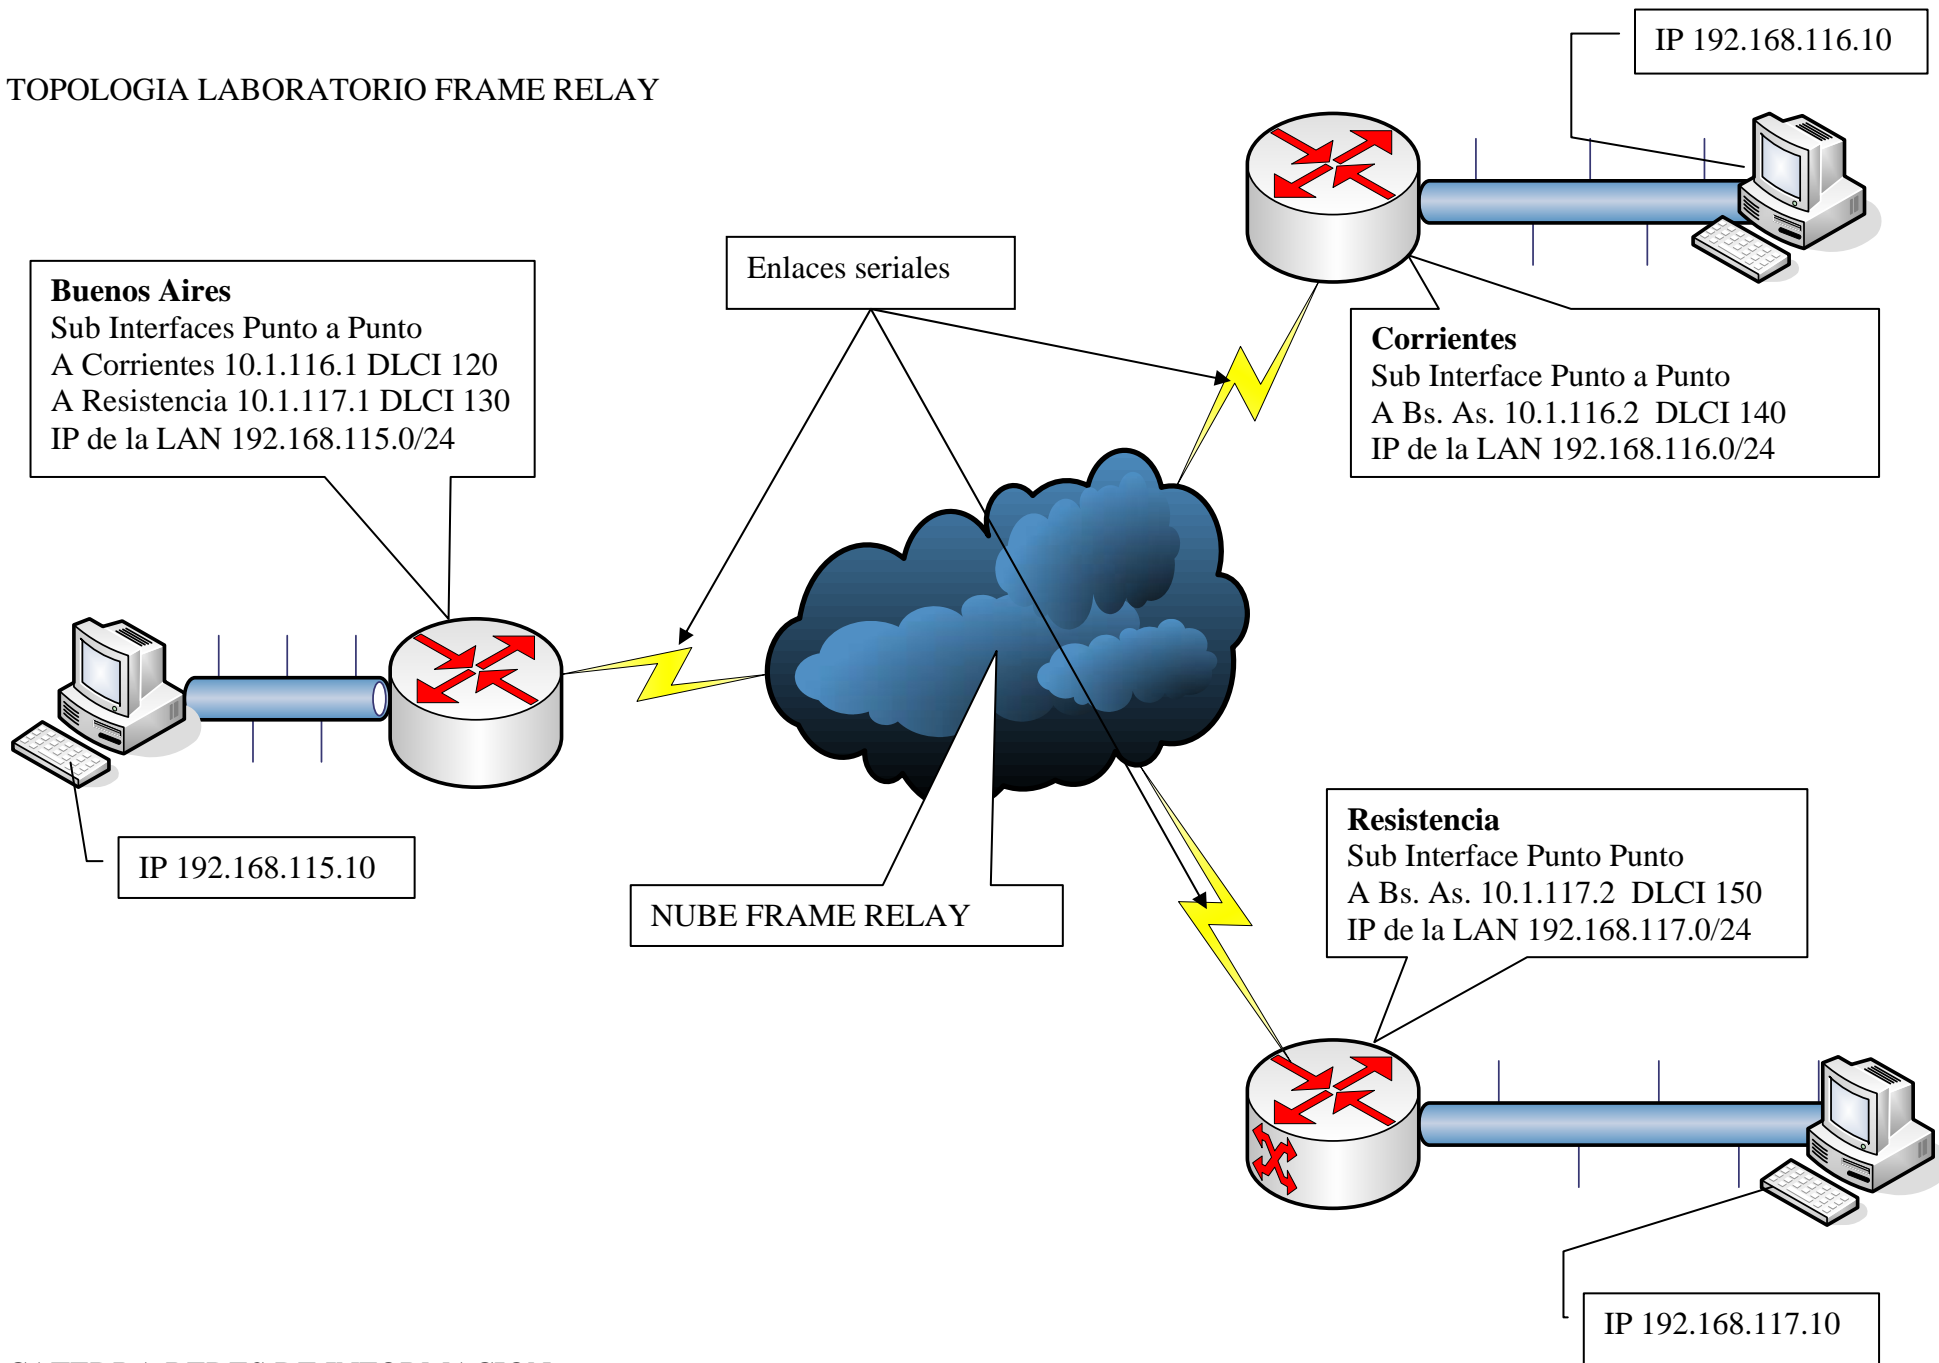 TOPOLOGIA LABORATORIO FRAME RELAY
IP 192.168.116.10
Enlaces seriales
Buenos Aires
Sub Interfaces Punto a Punto
A Corrientes 10.1.116.1 DLCI 120
A Resistencia 10.1.117.1 DLCI 130
IP de la LAN 192.168.115.0/24
Corrientes
Sub Interface Punto a Punto
A Bs. As. 10.1.116.2 DLCI 140
IP de la LAN 192.168.116.0/24
IP 192.168.115.10
NUBE FRAME RELAY
Resistencia
Sub Interface Punto Punto
A Bs. As. 10.1.117.2 DLCI 150
IP de la LAN 192.168.117.0/24
IP 192.168.117.10